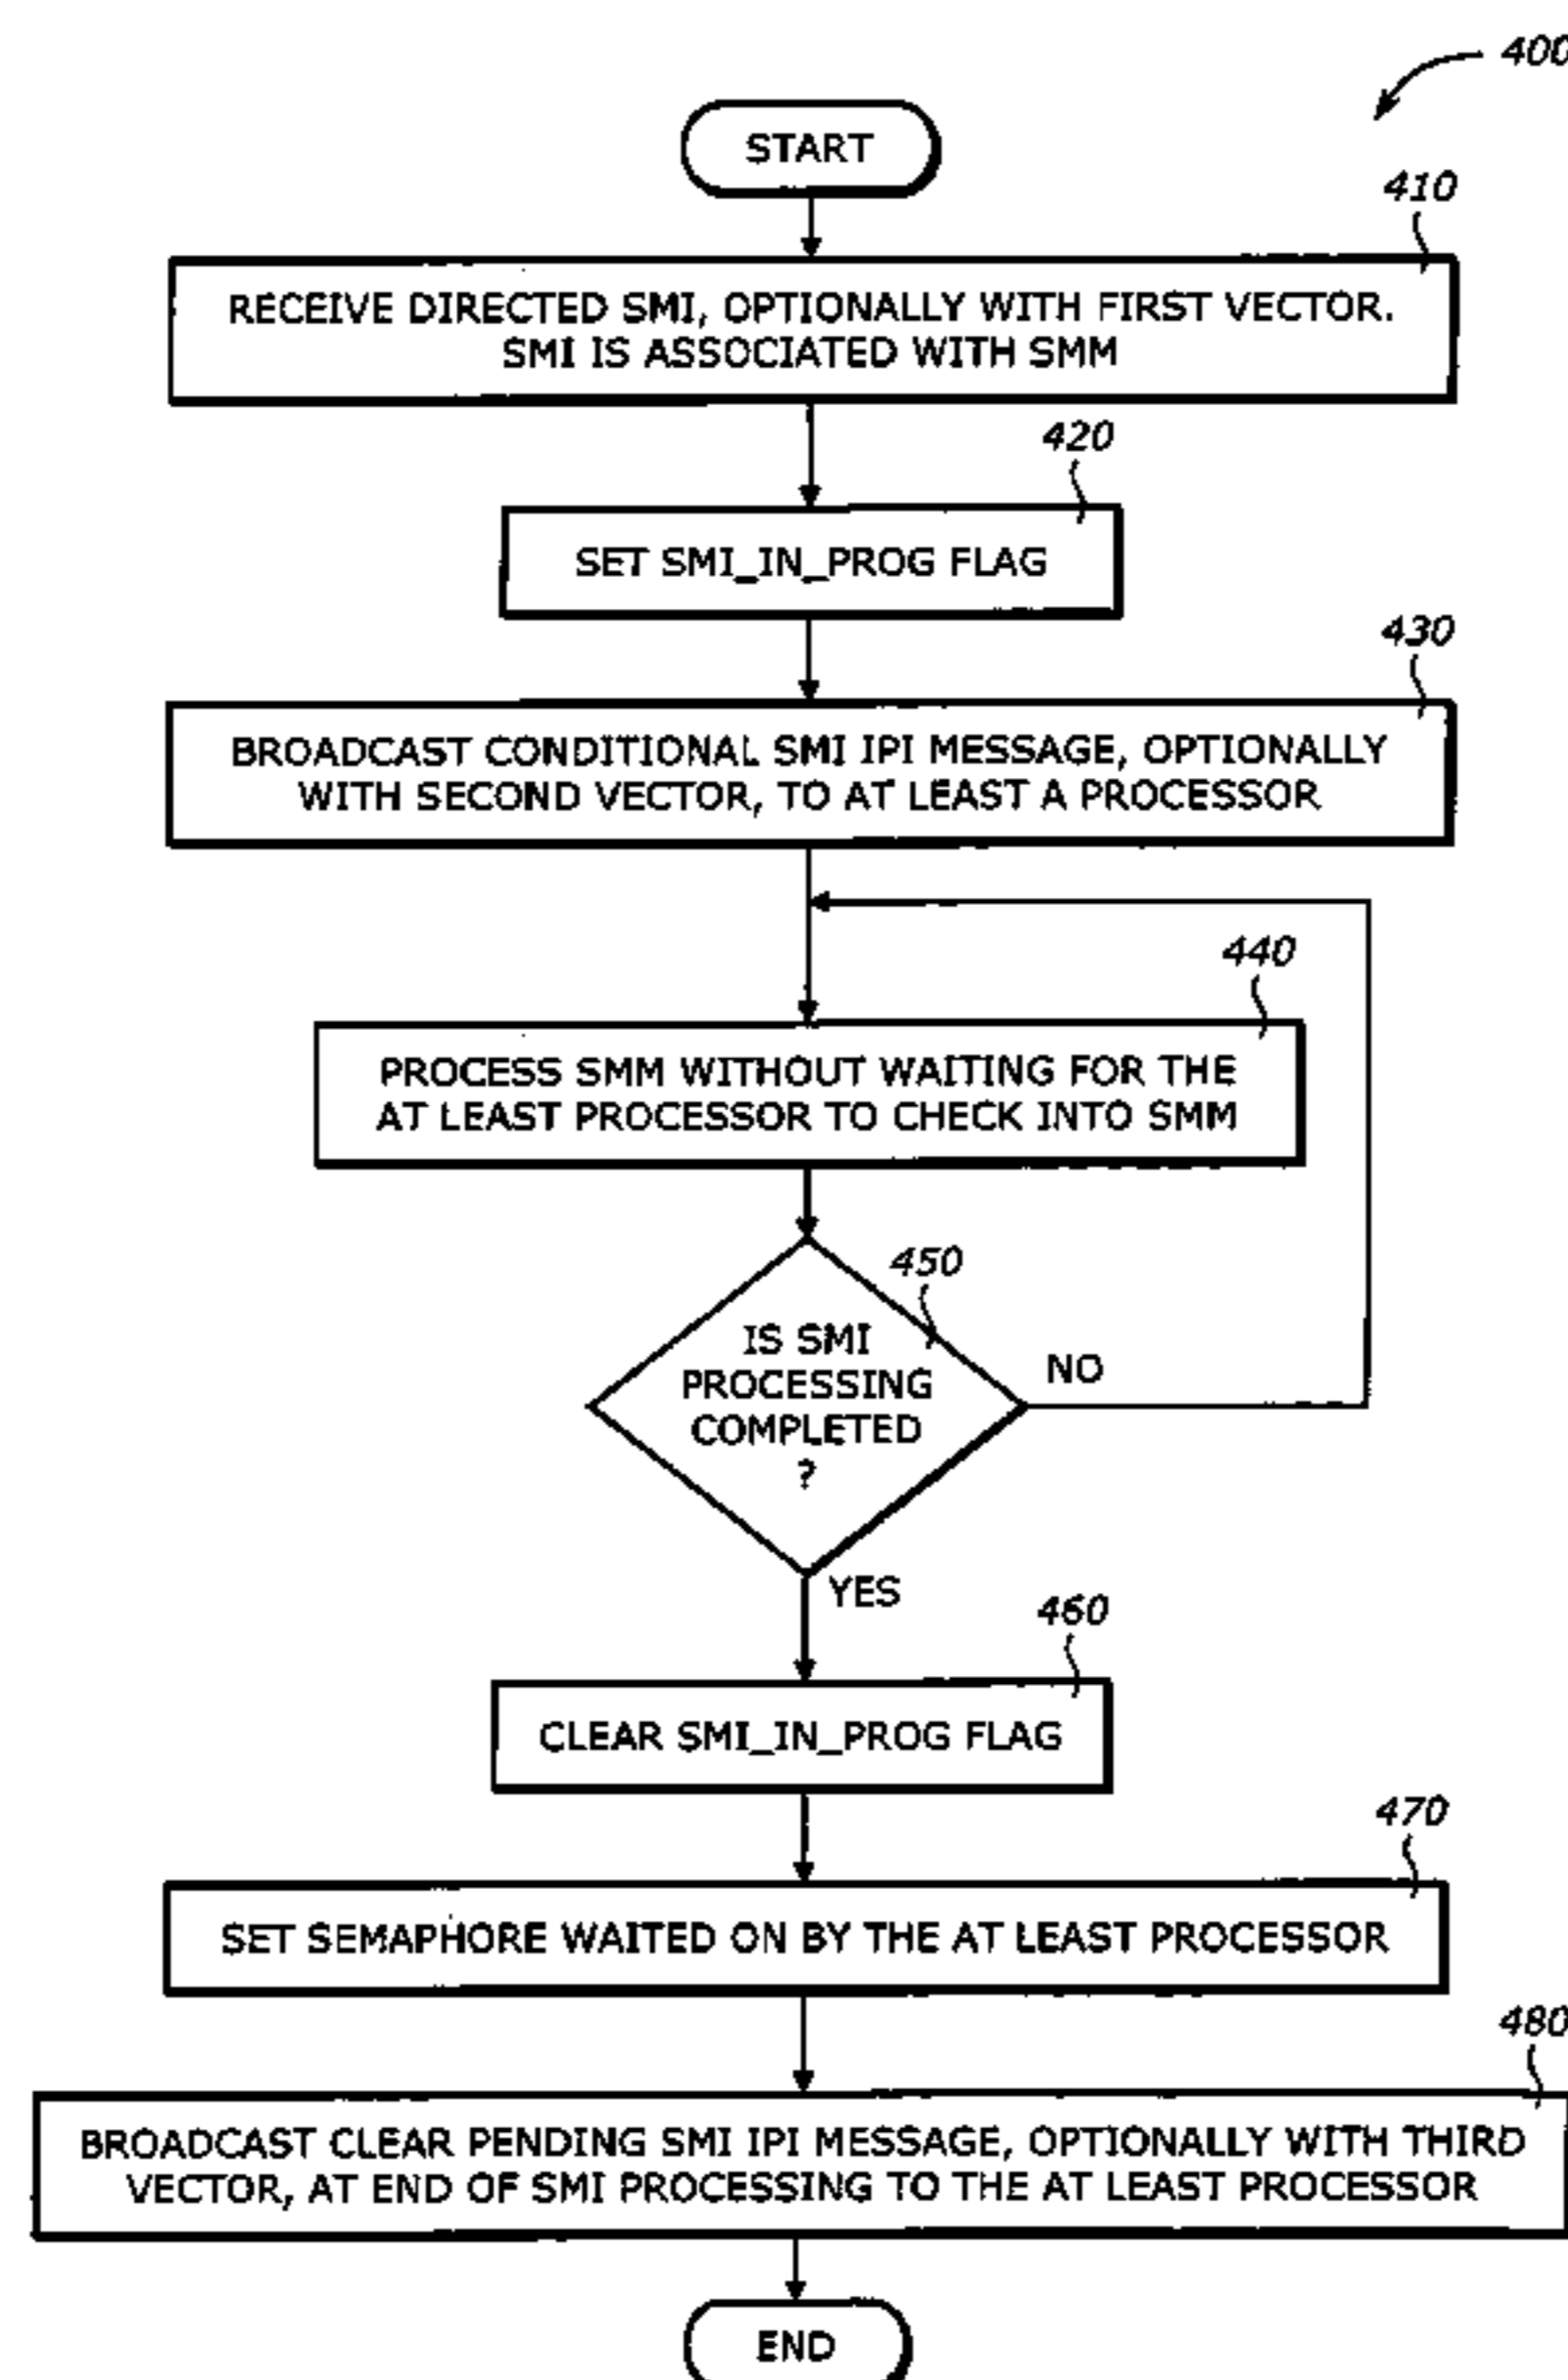 400
START
410
RECEIVE DIRECTED SMI, OPTIONALLY WITH FIRST VECTOR.
SMI IS ASSOCIATED WITH SMM
420
SET SMI_IN_PROG FLAG
430
BROADCAST CONDITIONAL SMI IPI MESSAGE, OPTIONALLY
WITH SECOND VECTOR, TO AT LEAST A PROCESSOR
440
PROCESS SMM WITHOUT WAITING FOR THE
AT LEAST PROCESSOR TO CHECK INTO SMM
450
IS SMI
PROCESSING
COMPLETED
?
NO
YES
460
CLEAR SMI_IN_PROG FLAG
470
SET SEMAPHORE WAITED ON BY THE AT LEAST PROCESSOR
480
BROADCAST CLEAR PENDING SMI IPI MESSAGE, OPTIONALLY WITH THIRD
VECTOR, AT END OF SMI PROCESSING TO THE AT LEAST PROCESSOR
END